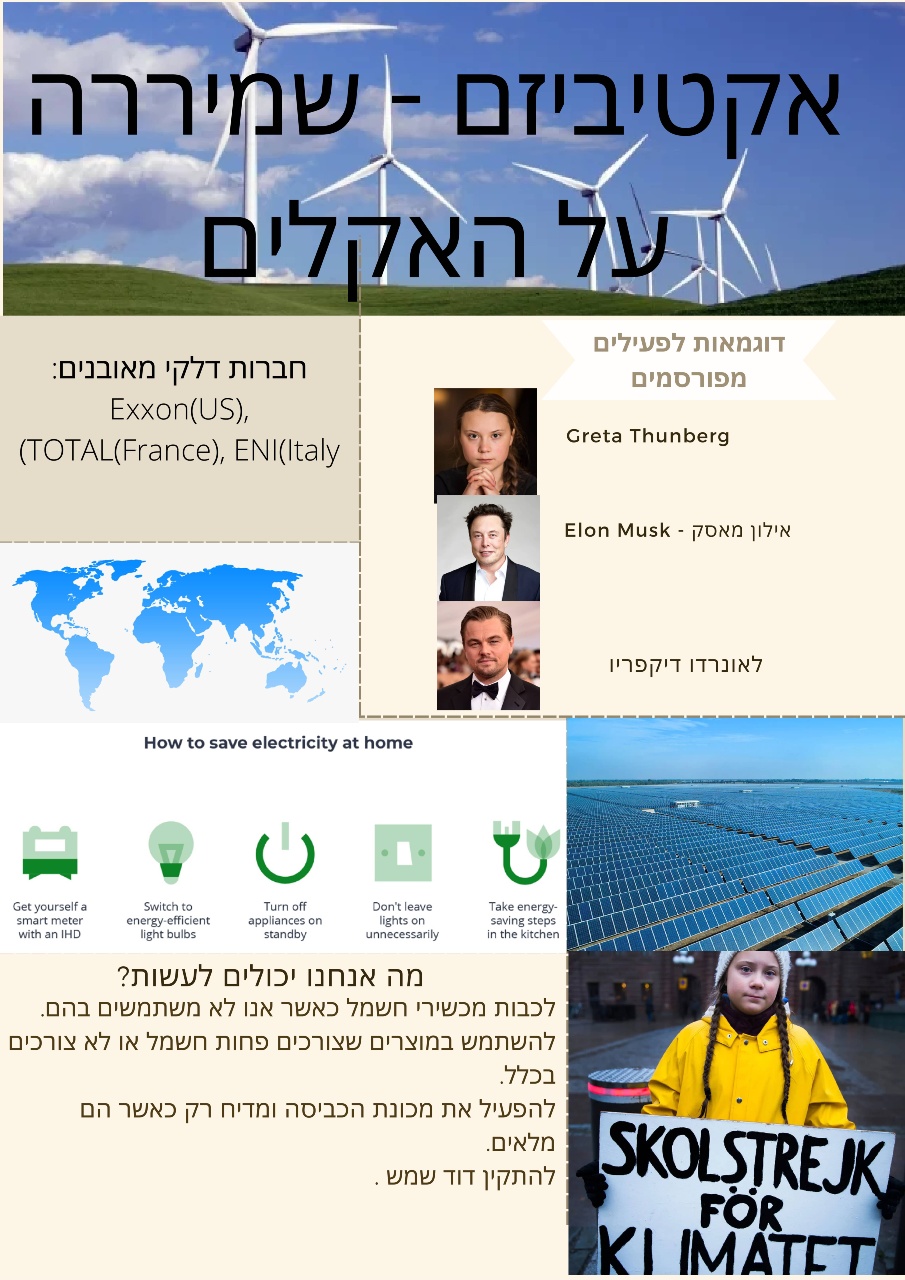 אקטיביזם - שמיררה
על האקלים
דוגמאות לפעילים
מפורסמים
Greta Thunberg
Elon Musk - אילון מאסק
לאונרדו דיקפריו
חברות דלקי מאובנים:
Exxon(US),
(TOTAL(France), ENI(Italy
How to save electricity at home
Get yourself a
smart meter
with an IHD
Switch to
energy-efficient
light bulbs
Turn off
appliances on
standby
Don't leave
lights on
unnecessarily
Take energy-
saving steps
in the kitchen
מה אנחנו יכולים לעשות?
לכבות מכשירי חשמל כאשר אנו לא משתמשים בהם.
להשתמש במוצרים שצורכים פחות חשמל או לא צורכים
בכלל.
להפעיל את מכונת הכביסה ומדיח רק כאשר הם
מלאים.
להתקין דוד שמש .
SKOLSTREJK
FÖR
KLIMATET